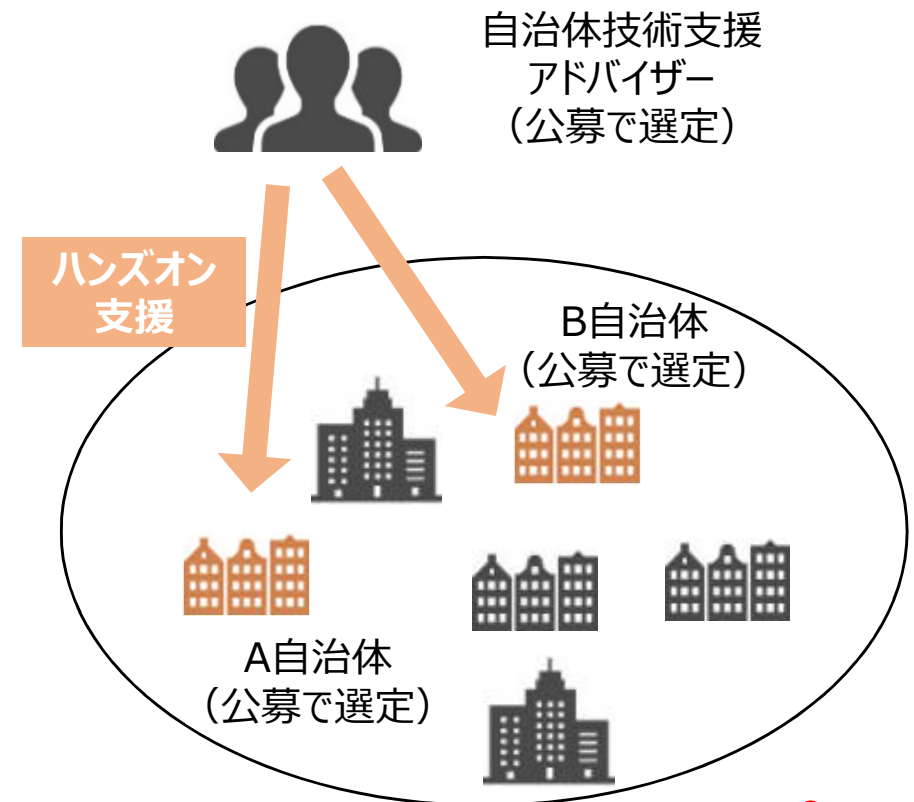 自治体技術支援
アドバイザー
（公募で選定）
ハンズオン
支援
B自治体
（公募で選定）
A自治体
（公募で選定）